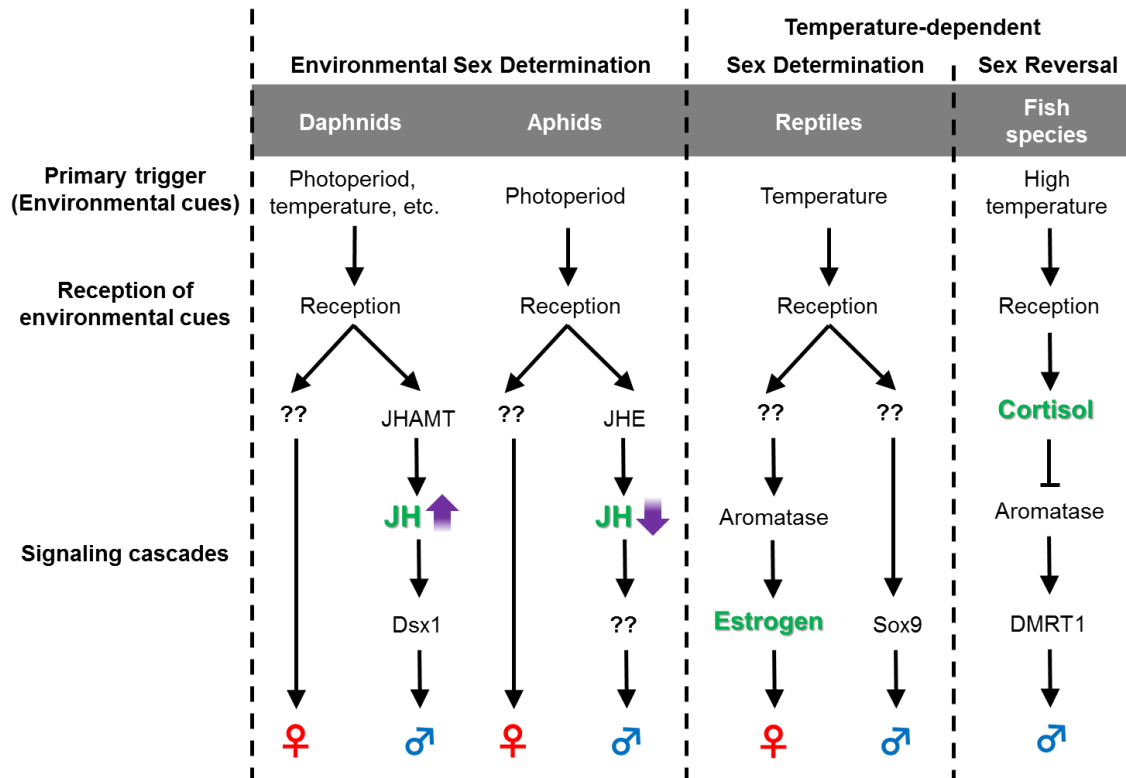 Temperature-dependent
Environmental Sex Determination
Sex Determination
Sex Reversal
Daphnids
Aphids
Reptiles
Fish
species
Primary trigger
(Environmental cues)
Photoperiod,
temperature, etc.
Photoperiod
Temperature
High
temperature
Reception of
environmental cues
Reception
Reception
Reception
Reception
Signaling cascades
??
JHAMT
??
JHE
??
??
Cortisol
JH
JH
Aromatase
Aromatase
Dsx1
??
Estrogen
Sox9
DMRT1
♀
♂
♀
♂
♀
♂
♂